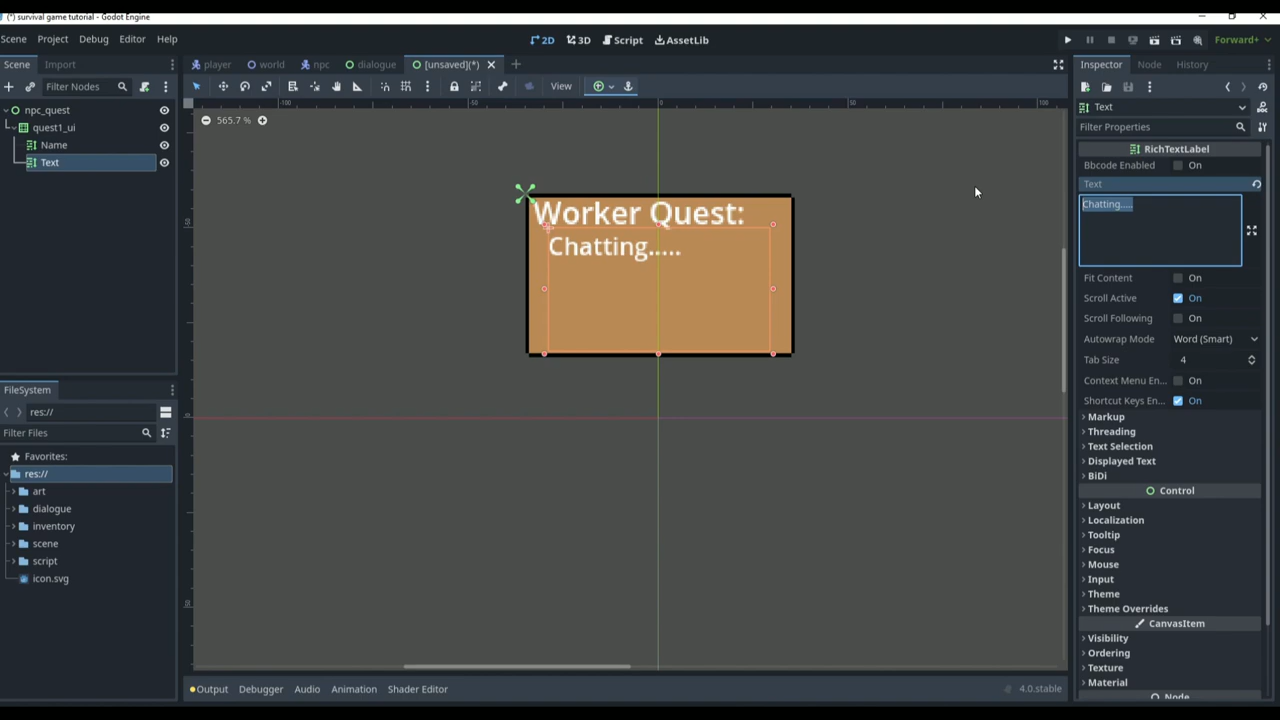 (*) survival game tutorial - Godot Engine
Scene Project Debug Editor Help
2D 3D Script AssetLib
Forward+
Scene Import
player world npc dialogue [unsaved](*)
Inspector Node History
Filter Nodes
View
npc_quest
quest1_ui
Name
Text
565.7 %
-100 -50 0 50 100
Worker Quest:
Chatting.....
Text
Filter Properties
RichTextLabel
Bbcode Enabled On
Text
Chatting.....
Fit Content On
Scroll Active On
Scroll Following On
Autowrap Mode Word (Smart)
Tab Size 4
Context Menu En... On
Shortcut Keys En... On
Markup
Threading
Text Selection
Displayed Text
BiDi
Control
Layout
Localization
Tooltip
Focus
Mouse
Input
Theme
Theme Overrides
CanvasItem
Visibility
Ordering
Texture
Material
Node
FileSystem
res://
Filter Files
Favorites:
res://
art
dialogue
inventory
scene
script
icon.svg
Output Debugger Audio Animation Shader Editor
4.0.stable